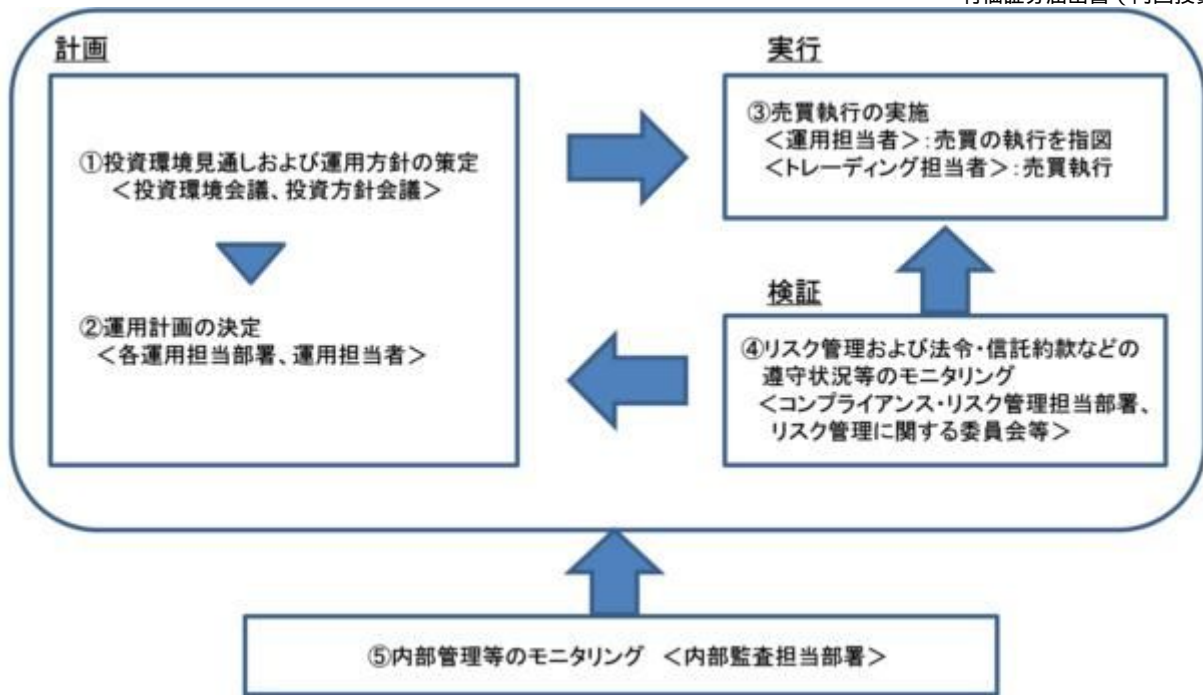 計画
①投資環境見通しおよび運用方針の策定
＜投資環境会議、投資方針会議＞
②運用計画の決定
＜各運用担当部署、運用担当者＞
実行
③売買執行の実施
＜運用担当者＞：売買の執行を指図
＜トレーディング担当者＞：売買執行
検証
④リスク管理および法令・信託約款などの
遵守状況等のモニタリング
＜コンプライアンス・リスク管理担当部署、
リスク管理に関する委員会等＞
⑤内部管理等のモニタリング ＜内部監査担当部署＞